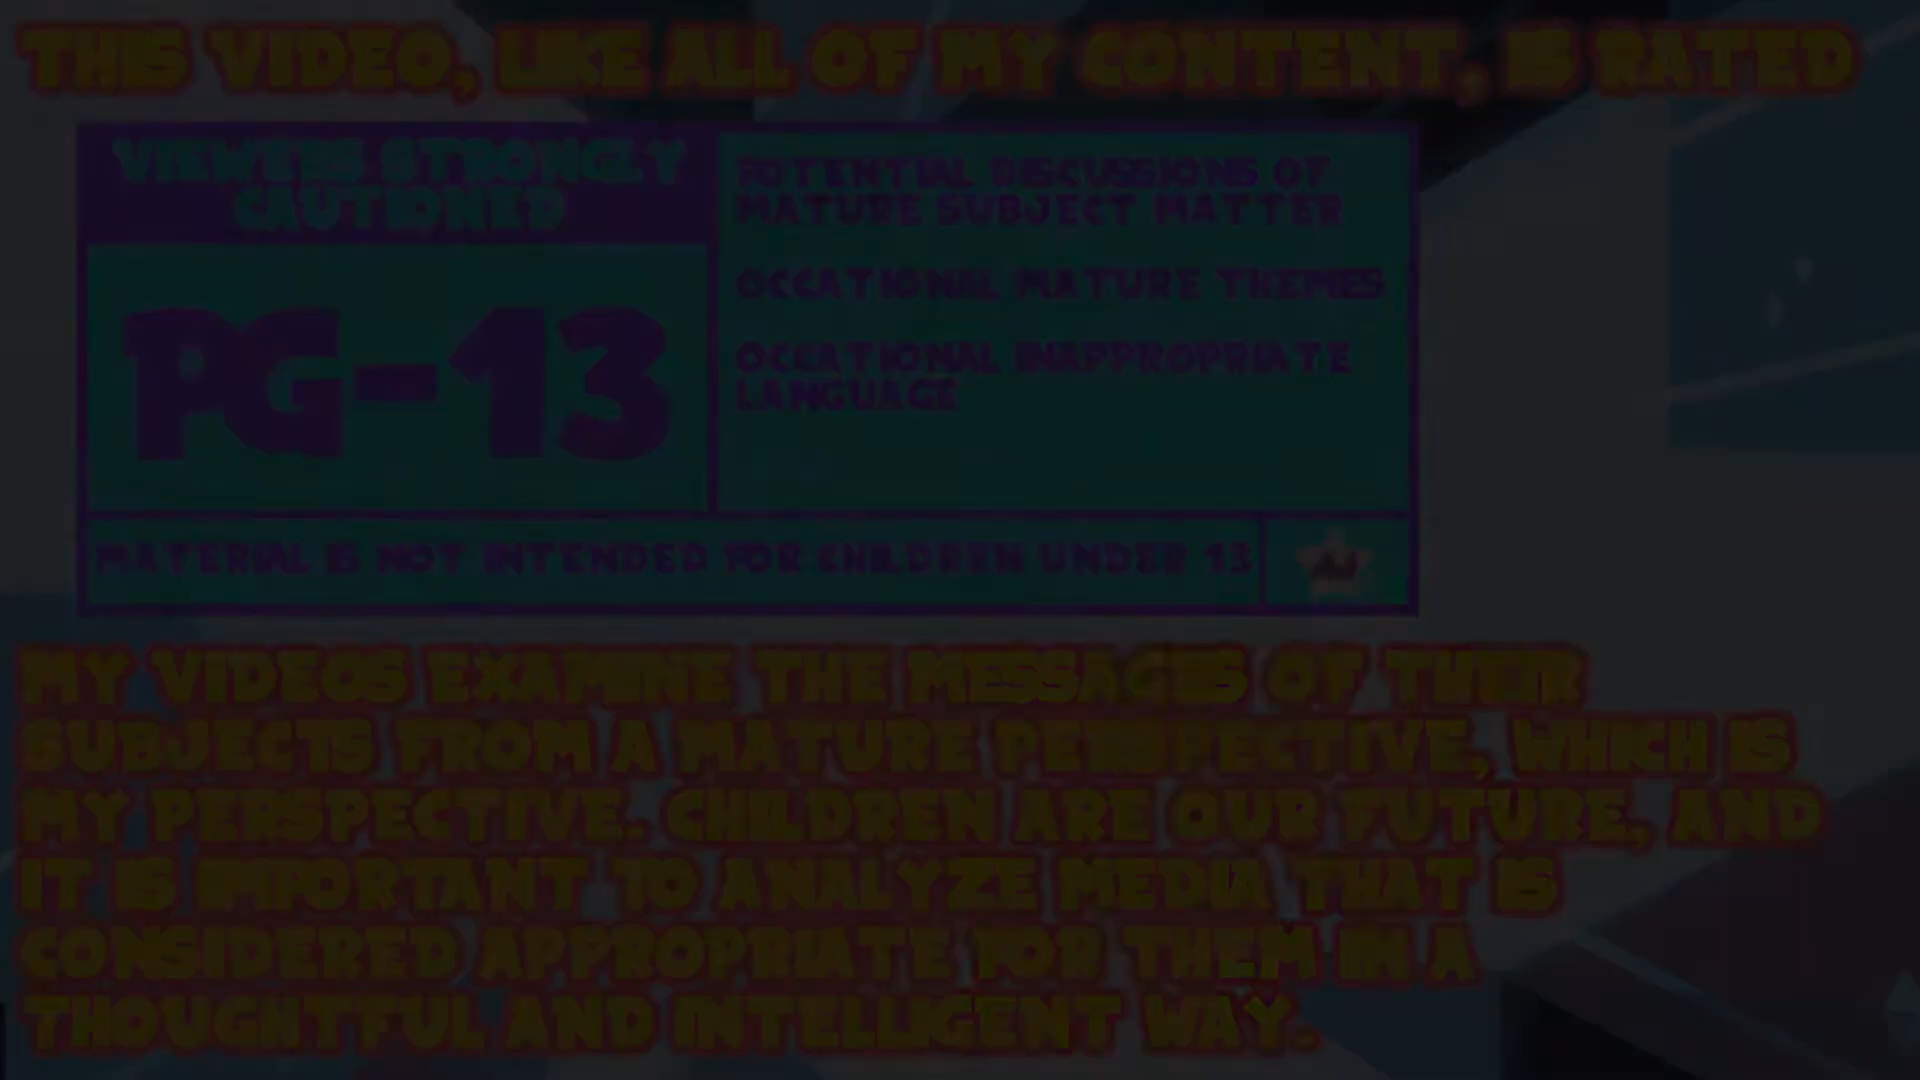 THIS VIDEO, LIKE ALL OF MY CONTENT, IS RATED
VIEWERS STRONGLY
CAUTIONED
PG-13
POTENTIAL DISCUSSIONS OF
MATURE SUBJECT MATTER
OCCATIONAL MATURE THEMES
OCCATIONAL INAPPROPRIATE
LANGUAGE
MATERIAL IS NOT INTENDED FOR CHILDREN UNDER 13
AJ
MY VIDEOS EXAMINE THE MESSAGES OF THEIR
SUBJECTS FROM A MATURE PERSPECTIVE, WHICH IS
MY PERSPECTIVE. CHILDREN ARE OUR FUTURE, AND
IT IS IMPORTANT TO ANALYZE MEDIA THAT IS
CONSIDERED APPROPRIATE FOR THEM IN A
THOUGHTFUL AND INTELLIGENT WAY.